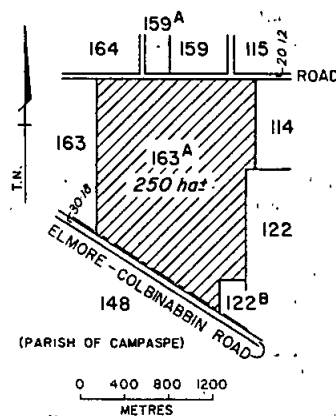 159A
164 159 115
20·12
ROAD
163
163A
250 ha±
114
T.N.
30·18
122
ELMORE - COLBINABBIN ROAD
148
122B
(PARISH OF CAMPASPE)
0 400 800 1200
METRES